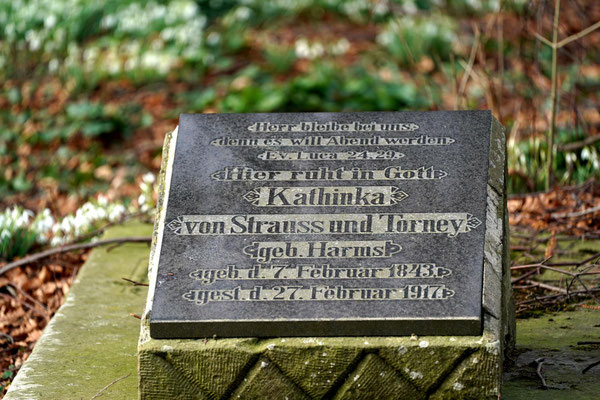 Herr bleibe bei uns,
denn es will Abend werden
Ev. Luca 24.29.
Hier ruht in Gott
Kathinka
von Strauss und Torney
geb. Harms
geb. d. 7. Februar 1843.
gest. d. 27. Februar 1917.